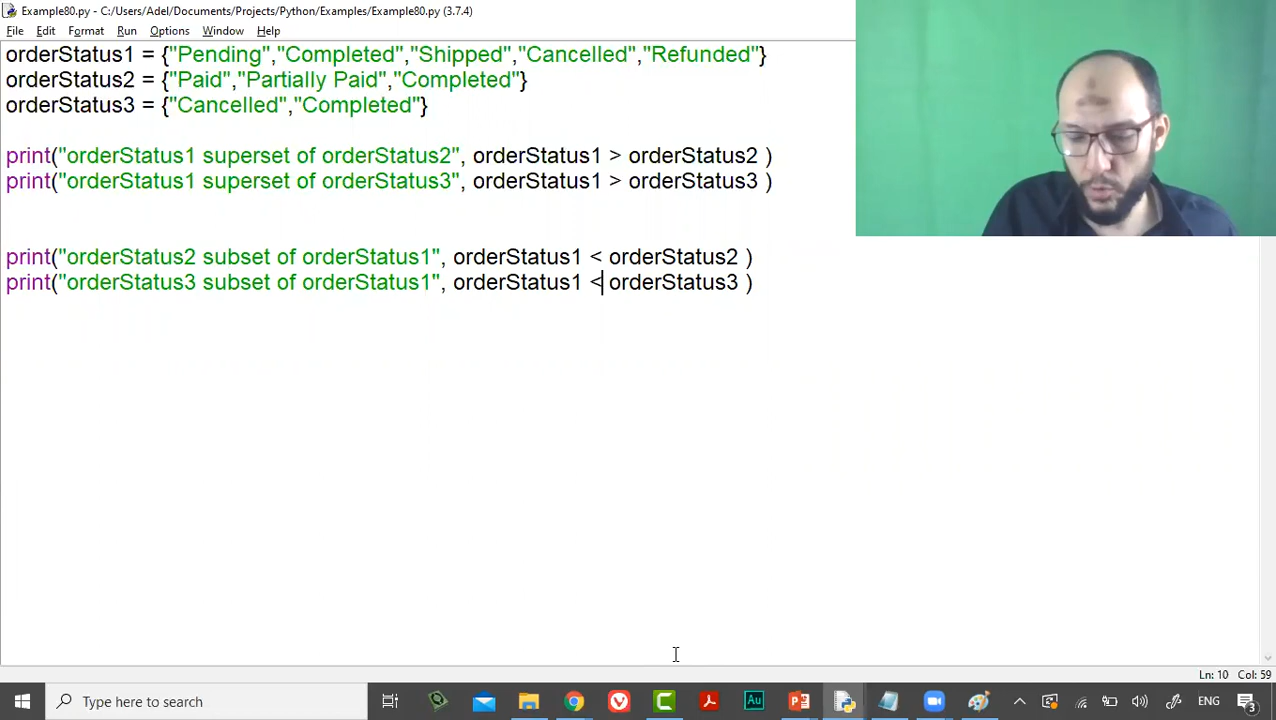 Example80.py - C:/Users/Adel/Documents/Projects/Python/Examples/Example80.py (3.7.4)
File Edit Format Run Options Window Help
orderStatus1 = {"Pending","Completed","Shipped","Cancelled","Refunded"}
orderStatus2 = {"Paid","Partially Paid","Completed"}
orderStatus3 = {"Cancelled","Completed"}
print("orderStatus1 superset of orderStatus2", orderStatus1 > orderStatus2 )
print("orderStatus1 superset of orderStatus3", orderStatus1 > orderStatus3 )
print("orderStatus2 subset of orderStatus1", orderStatus1 < orderStatus2 )
print("orderStatus3 subset of orderStatus1", orderStatus1 < orderStatus3 )
Ln: 10 Col: 59
Type here to search
Au
ENG
3